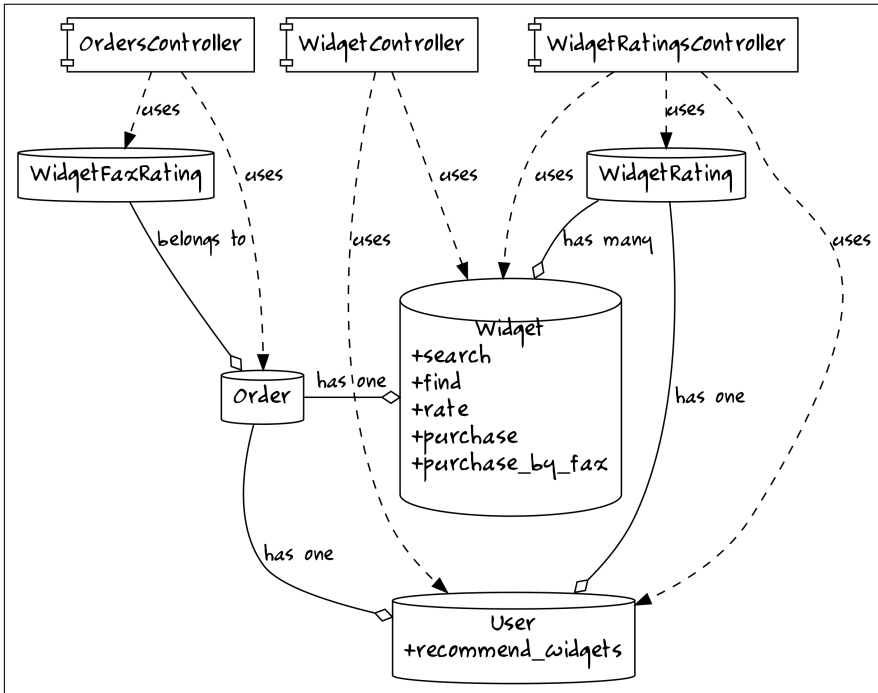 OrdersController
WidgetController
WidgetRatingsController
uses
uses
WidgetFaxRating
uses
uses
uses
WidgetRating
belongs to
uses
has many
uses
Widget
+search
+find
+rate
+purchase
+purchase_by_fax
has one
Order
has one
has one
User
+recommend_widgets